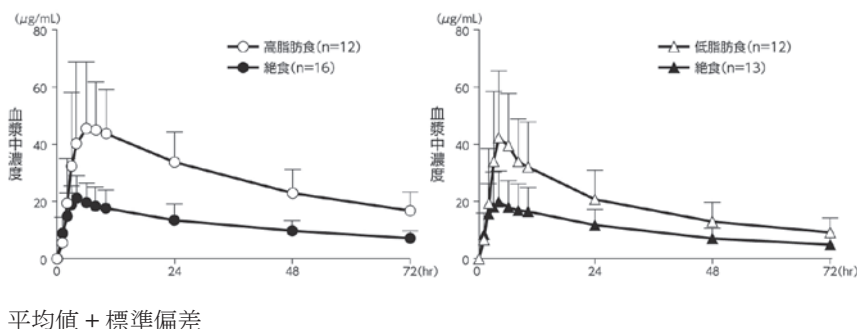 (μg/mL)
80
60
40
20
0
血漿中濃度
高脂肪食(n=12)
絶食(n=16)
0 24 48 72(hr)
(μg/mL)
80
60
40
20
0
血漿中濃度
低脂肪食(n=12)
絶食(n=13)
0 24 48 72(hr)
平均値 + 標準偏差